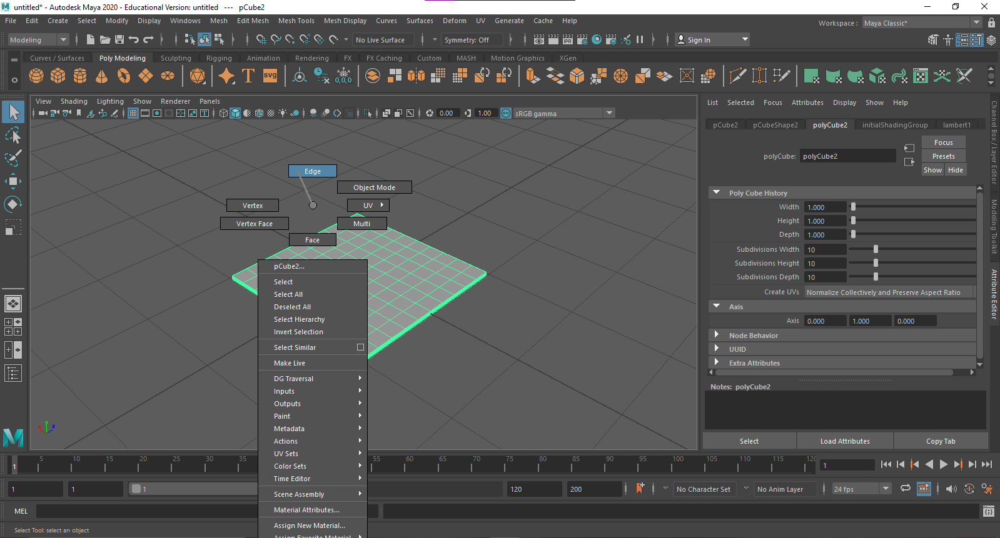 untitled* - Autodesk Maya 2020 - Educational Version: untitled --- pCube2
File Edit Create Select Modify Display Windows Mesh Edit Mesh Mesh Tools Mesh Display Curves Surfaces Deform UV Generate Cache Help
Workspace : Maya Classic*
Modeling No Live Surface Symmetry: Off Sign In
Curves / Surfaces Poly Modeling Sculpting Rigging Animation Rendering FX FX Caching Custom MASH Motion Graphics XGen
SVG
0,0,0
IPR
View Shading Lighting Show Renderer Panels
0.00 1.00 ON sRGB gamma
Edge
Object Mode
Vertex
UV
Vertex Face
Multi
Face
pCube2...
Select
Select All
Deselect All
Select Hierarchy
Invert Selection
Select Similar
Make Live
DG Traversal
Inputs
Outputs
Paint
Metadata
Actions
UV Sets
Color Sets
Time Editor
Scene Assembly
Material Attributes...
Assign New Material...
Assign Favorite Material
x y z
List Selected Focus Attributes Display Show Help
pCube2 pCubeShape2 polyCube2 initialShadingGroup lambert1
polyCube: polyCube2
Focus
Presets
Show Hide
Poly Cube History
Width 1.000
Height 1.000
Depth 1.000
Subdivisions Width 10
Subdivisions Height 10
Subdivisions Depth 10
Create UVs Normalize Collectively and Preserve Aspect Ratio
Axis
Axis 0.000 1.000 0.000
Node Behavior
UUID
Extra Attributes
Notes: polyCube2
Select Load Attributes Copy Tab
Channel Box / Layer Editor
Modeling Toolkit
Attribute Editor
1 5 10 15 20 25 30 35 55 60 65 70 75 80 85 90 95 100 105 110 115 120 1
1 1 1 120 200 No Character Set No Anim Layer 24 fps
MEL
Select Tool: select an object